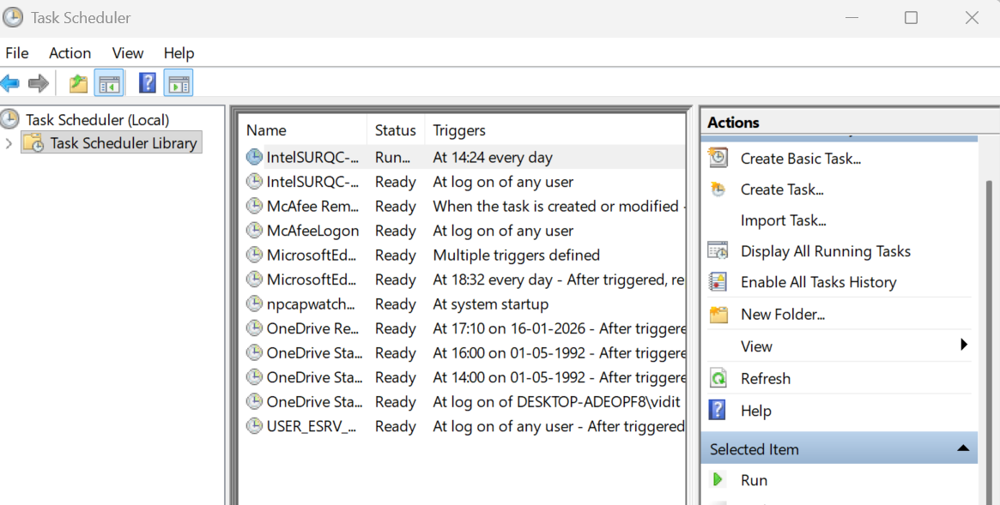 Task Scheduler
File Action View Help
Task Scheduler (Local)
Task Scheduler Library
Name Status Triggers
IntelSURQC-... Run... At 14:24 every day
IntelSURQC-... Ready At log on of any user
McAfee Rem... Ready When the task is created or modified -
McAfeeLogon Ready At log on of any user
MicrosoftEd... Ready Multiple triggers defined
MicrosoftEd... Ready At 18:32 every day - After triggered, re
npcapwatch... Ready At system startup
OneDrive Re... Ready At 17:10 on 16-01-2026 - After triggere
OneDrive Sta... Ready At 16:00 on 01-05-1992 - After triggere
OneDrive Sta... Ready At 14:00 on 01-05-1992 - After triggere
OneDrive Sta... Ready At log on of DESKTOP-ADEOPF8\vidit
USER_ESRV_... Ready At log on of any user - After triggered
Actions
Create Basic Task...
Create Task...
Import Task...
Display All Running Tasks
Enable All Tasks History
New Folder...
View
Refresh
Help
Selected Item
Run